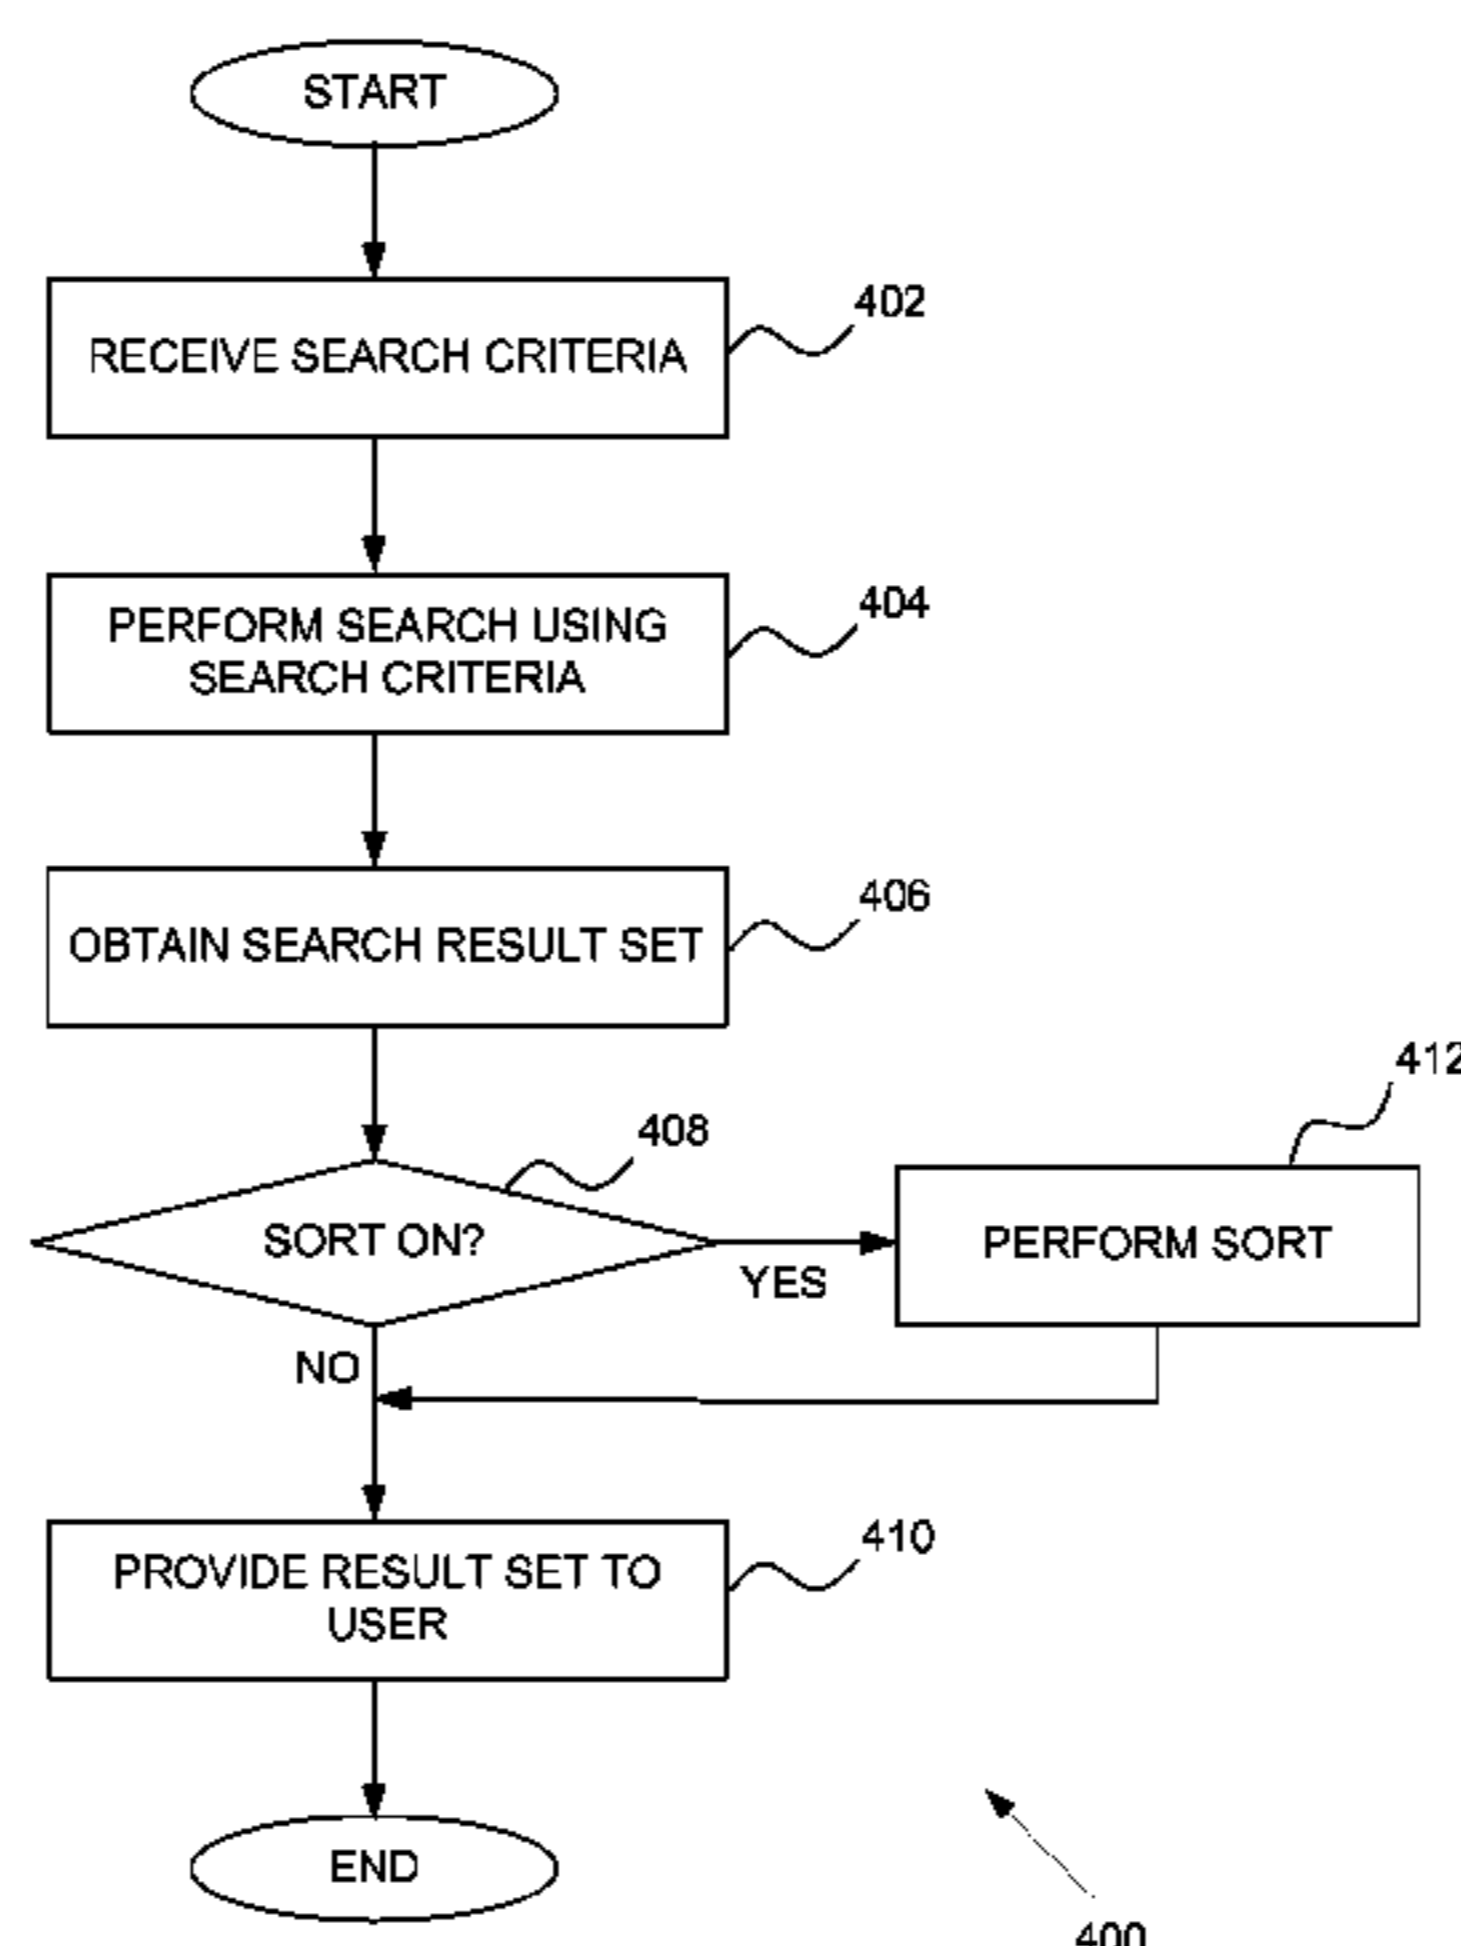 START
402
RECEIVE SEARCH CRITERIA
404
PERFORM SEARCH USING
SEARCH CRITERIA
406
OBTAIN SEARCH RESULT SET
412
408
SORT ON?
YES
PERFORM SORT
NO
410
PROVIDE RESULT SET TO
USER
END
400